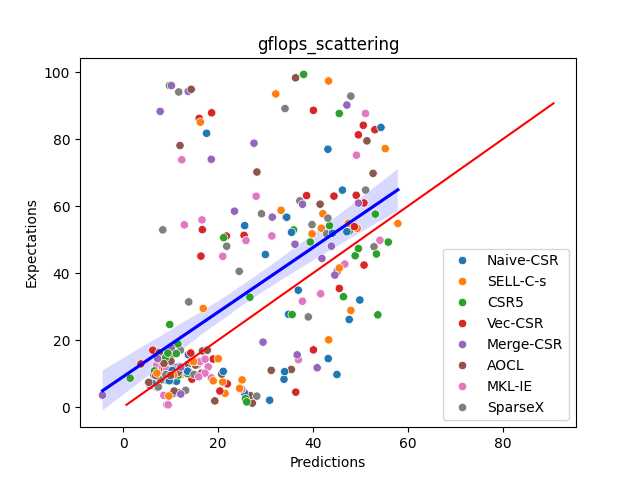 gflops_scattering
Expectations
100
80
60
40
20
0
0
20
40
60
80
Predictions
Naive-CSR
SELL-C-s
CSR5
Vec-CSR
Merge-CSR
AOCL
MKL-IE
SparseX